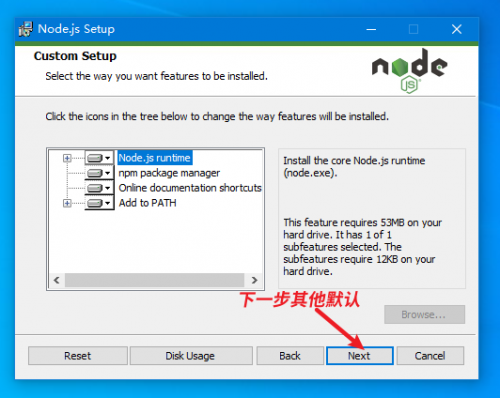 Node.js Setup
Custom Setup
Select the way you want features to be installed.
node
JS
Click the icons in the tree below to change the way features will be installed.
Node.js runtime
npm package manager
Online documentation shortcuts
Add to PATH
Install the core Node.js runtime
(node.exe).
This feature requires 53MB on your
hard drive. It has 1 of 1
subfeatures selected. The
subfeatures require 12KB on your
hard drive.
下一步其他默认
Browse...
Reset
Disk Usage
Back
Next
Cancel